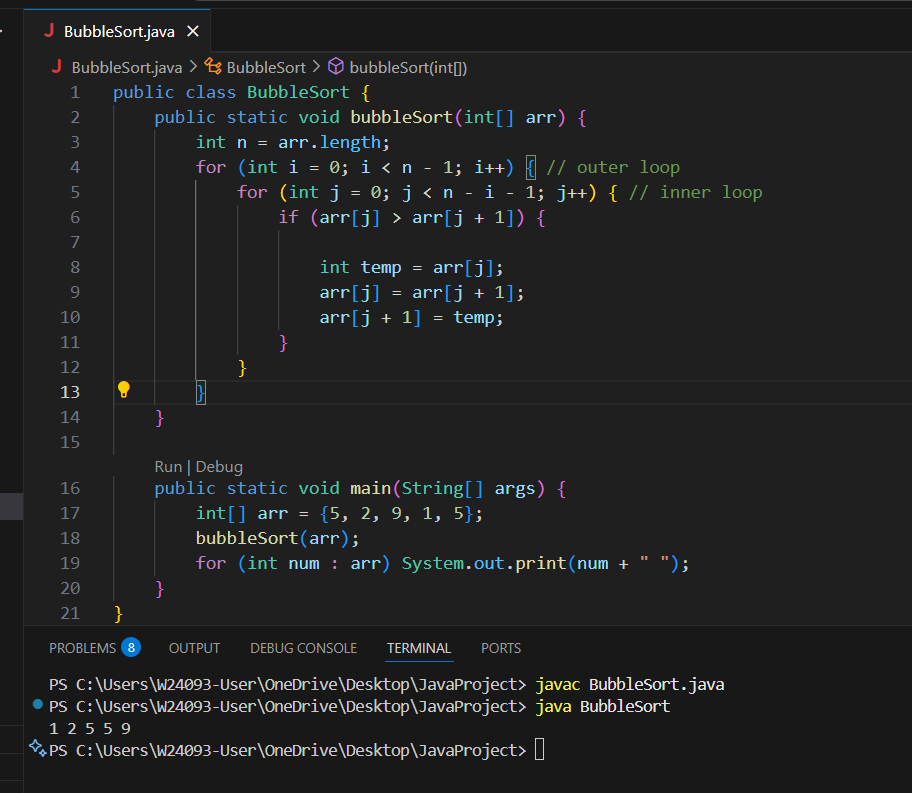 BubbleSort.java
BubbleSort.java > BubbleSort > bubbleSort(int[])
1 public class BubbleSort {
2     public static void bubbleSort(int[] arr) {
3         int n = arr.length;
4         for (int i = 0; i < n - 1; i++) { // outer loop
5             for (int j = 0; j < n - i - 1; j++) { // inner loop
6                 if (arr[j] > arr[j + 1]) {
7
8                     int temp = arr[j];
9                     arr[j] = arr[j + 1];
10                     arr[j + 1] = temp;
11                 }
12             }
13         }
14     }
15
Run | Debug
16     public static void main(String[] args) {
17         int[] arr = {5, 2, 9, 1, 5};
18         bubbleSort(arr);
19         for (int num : arr) System.out.print(num + " ");
20     }
21 }
PROBLEMS 8 OUTPUT DEBUG CONSOLE TERMINAL PORTS
PS C:\Users\W24093-User\OneDrive\Desktop\JavaProject> javac BubbleSort.java
PS C:\Users\W24093-User\OneDrive\Desktop\JavaProject> java BubbleSort
1 2 5 5 9
PS C:\Users\W24093-User\OneDrive\Desktop\JavaProject>